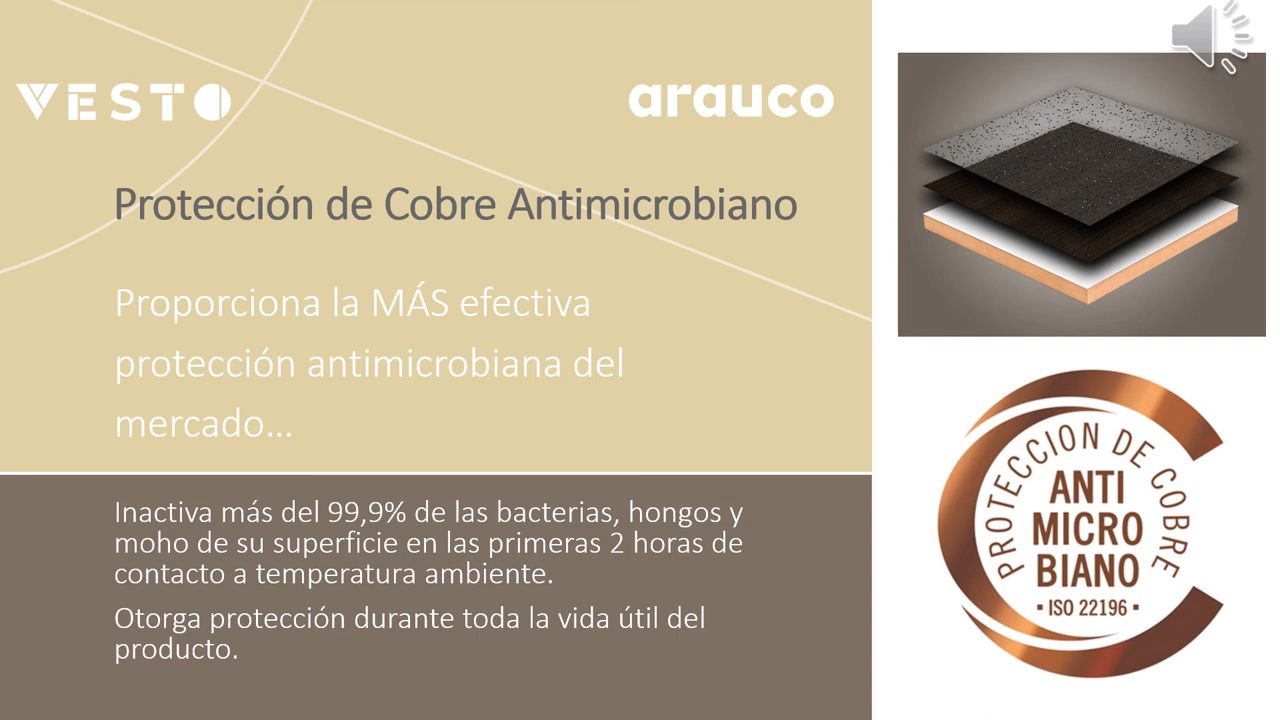 VESTO
arauco
Protección de Cobre Antimicrobiano
Proporciona la MÁS efectiva
protección antimicrobiana del
mercado...
Inactiva más del 99,9% de las bacterias, hongos y
moho de su superficie en las primeras 2 horas de
contacto a temperatura ambiente.
Otorga protección durante toda la vida útil del
producto.
PROTECCION DE COBRE
ANTI
MICRO
BIANO
▪ ISO 22196 ▪